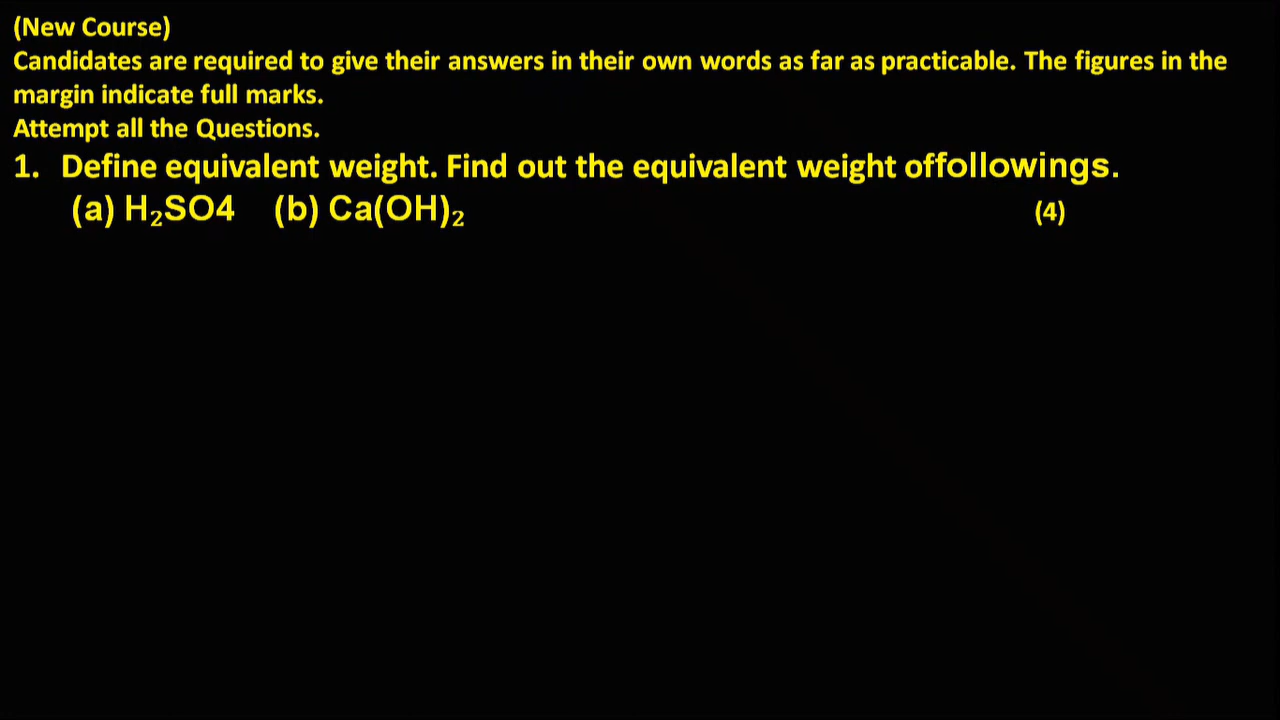 (New Course)
Candidates are required to give their answers in their own words as far as practicable. The figures in the
margin indicate full marks.
Attempt all the Questions.
1. Define equivalent weight. Find out the equivalent weight offollowings.
(a) H₂SO4 (b) Ca(OH)₂ (4)